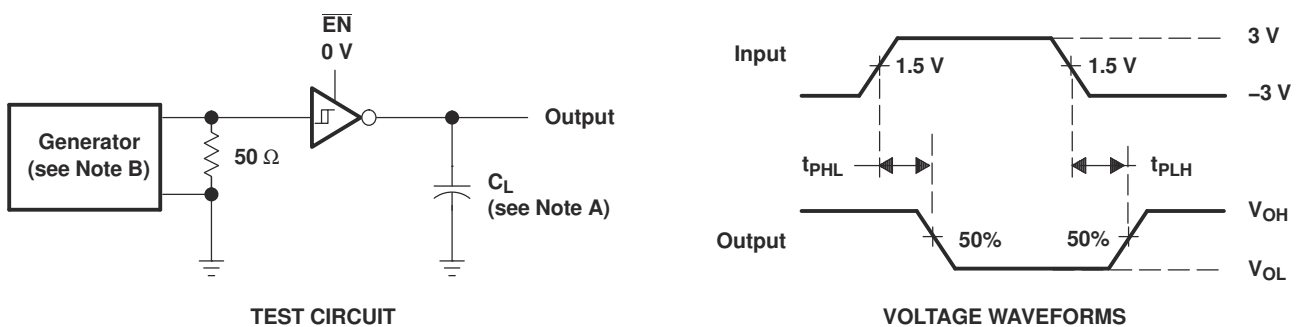 EN
0 V
Generator
(see Note B)
50 Ω
Output
CL
(see Note A)
TEST CIRCUIT
Input
3 V
1.5 V
1.5 V
−3 V
tPHL
tPLH
Output
50%
50%
VOH
VOL
VOLTAGE WAVEFORMS